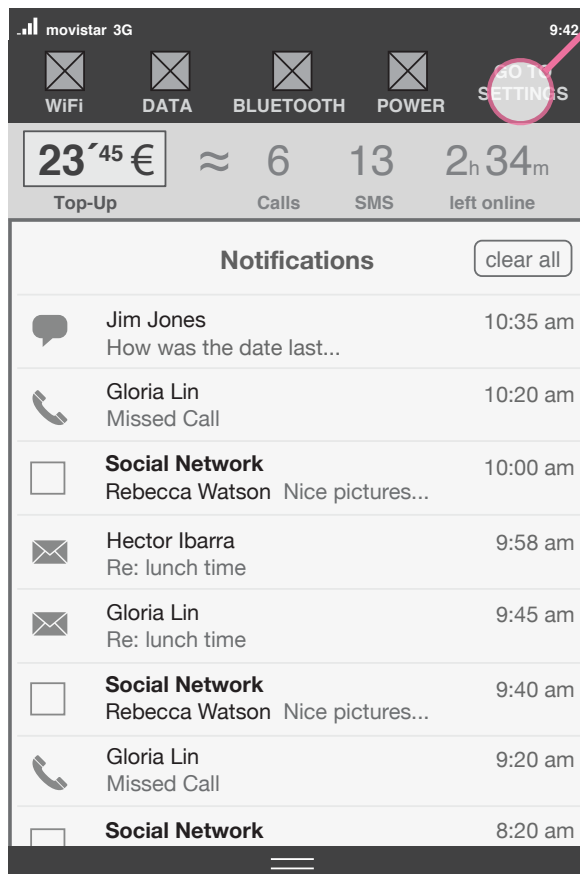 movistar 3G 9:42
WiFi DATA BLUETOOTH POWER GO TO SETTINGS
23´45 € ≈ 6 13 2h 34m
Top-Up Calls SMS left online
Notifications clear all
Jim Jones 10:35 am
How was the date last...
Gloria Lin 10:20 am
Missed Call
Social Network 10:00 am
Rebecca Watson Nice pictures...
Hector Ibarra 9:58 am
Re: lunch time
Gloria Lin 9:45 am
Re: lunch time
Social Network 9:40 am
Rebecca Watson Nice pictures...
Gloria Lin 9:20 am
Missed Call
Social Network 8:20 am